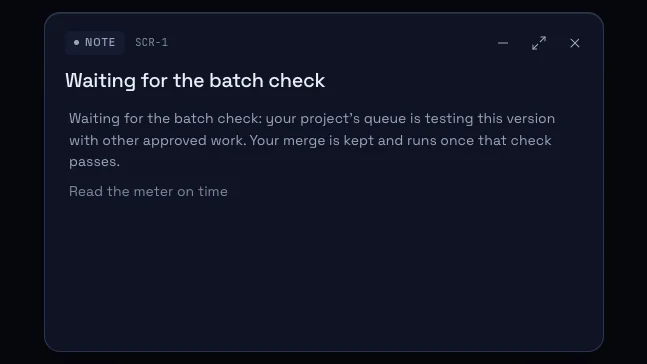 NOTE SCR-1
Waiting for the batch check
Waiting for the batch check: your project's queue is testing this version
with other approved work. Your merge is kept and runs once that check
passes.
Read the meter on time